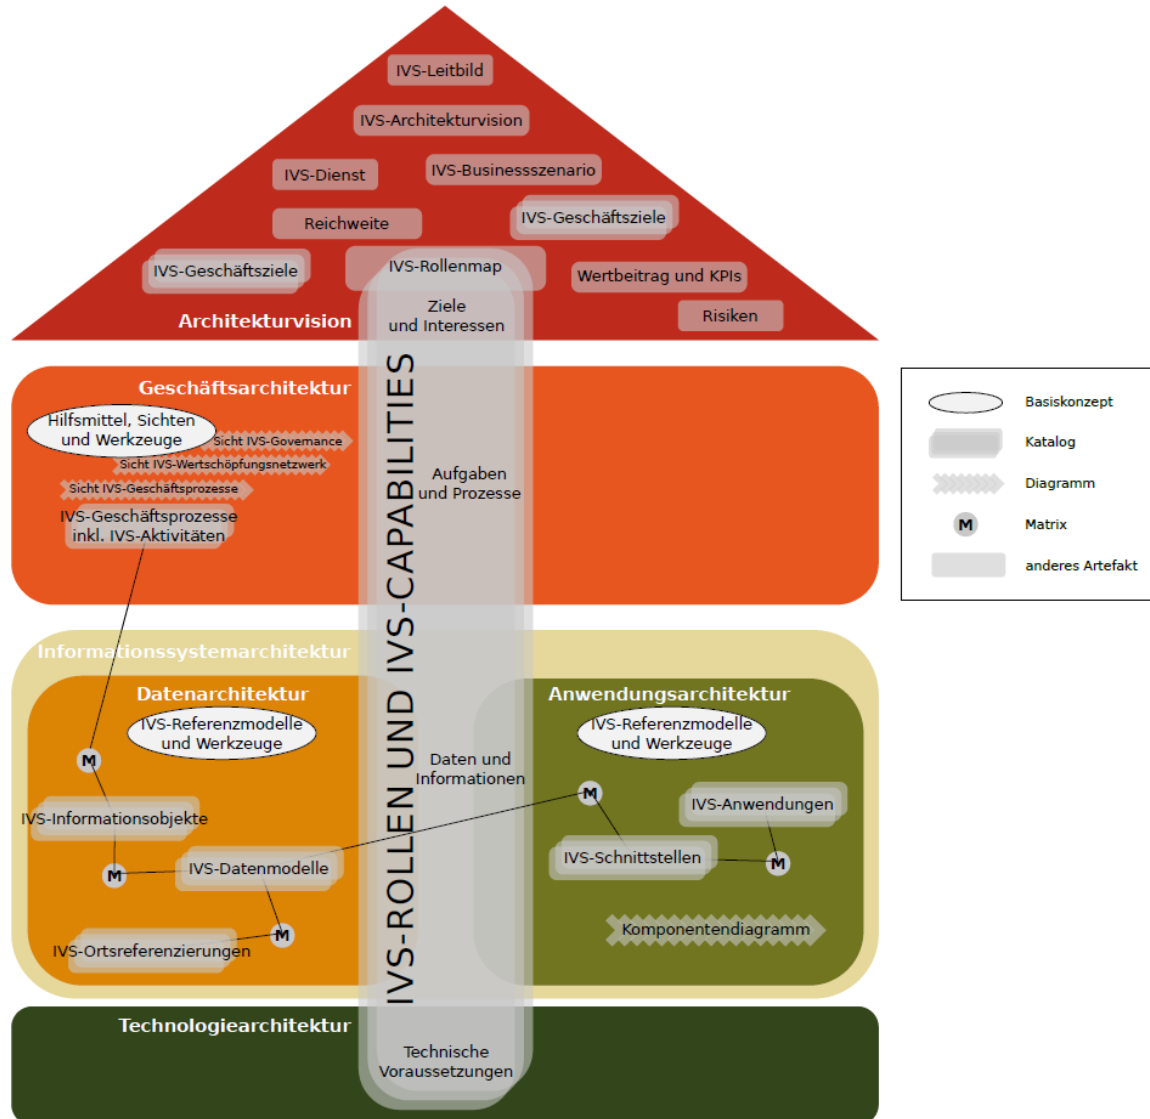 IVS-Leitbild
IVS-Architekturvision
IVS-Dienst
IVS-Businessszenario
Reichweite
IVS-Geschäftsziele
IVS-Geschäftsziele
IVS-Rollenmap
Wertbeitrag und KPIs
Ziele
und Interessen
Risiken
Architekturvision
IVS-ROLLEN UND IVS-CAPABILITIES
Geschäftsarchitektur
Hilfsmittel, Sichten
und Werkzeuge
Sicht IVS-Governance
Sicht IVS-Wertschöpfungsnetzwerk
Sicht IVS-Geschäftsprozesse
IVS-Geschäftsprozesse
inkl. IVS-Aktivitäten
Aufgaben
und Prozesse
Basiskonzept
Katalog
Diagramm
M
Matrix
anderes Artefakt
Informationssystemarchitektur
Datenarchitektur
IVS-Referenzmodelle
und Werkzeuge
M
IVS-Informationsobjekte
M
IVS-Datenmodelle
M
IVS-Ortsreferenzierungen
Daten und
Informationen
Anwendungsarchitektur
IVS-Referenzmodelle
und Werkzeuge
M
IVS-Anwendungen
IVS-Schnittstellen
M
Komponentendiagramm
Technologiearchitektur
Technische
Voraussetzungen